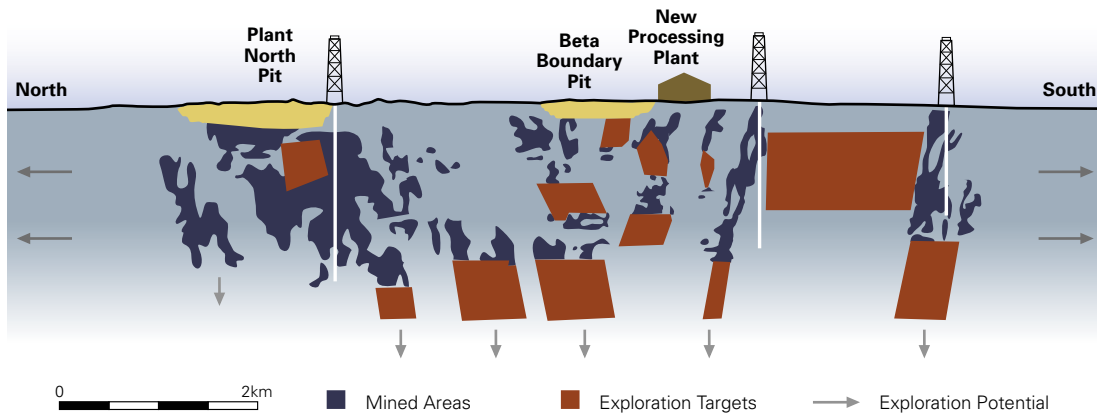 New
Processing
Plant
Plant
North
Pit
Beta
Boundary
Pit
North
South
0
2km
Mined Areas
Exploration Targets
Exploration Potential